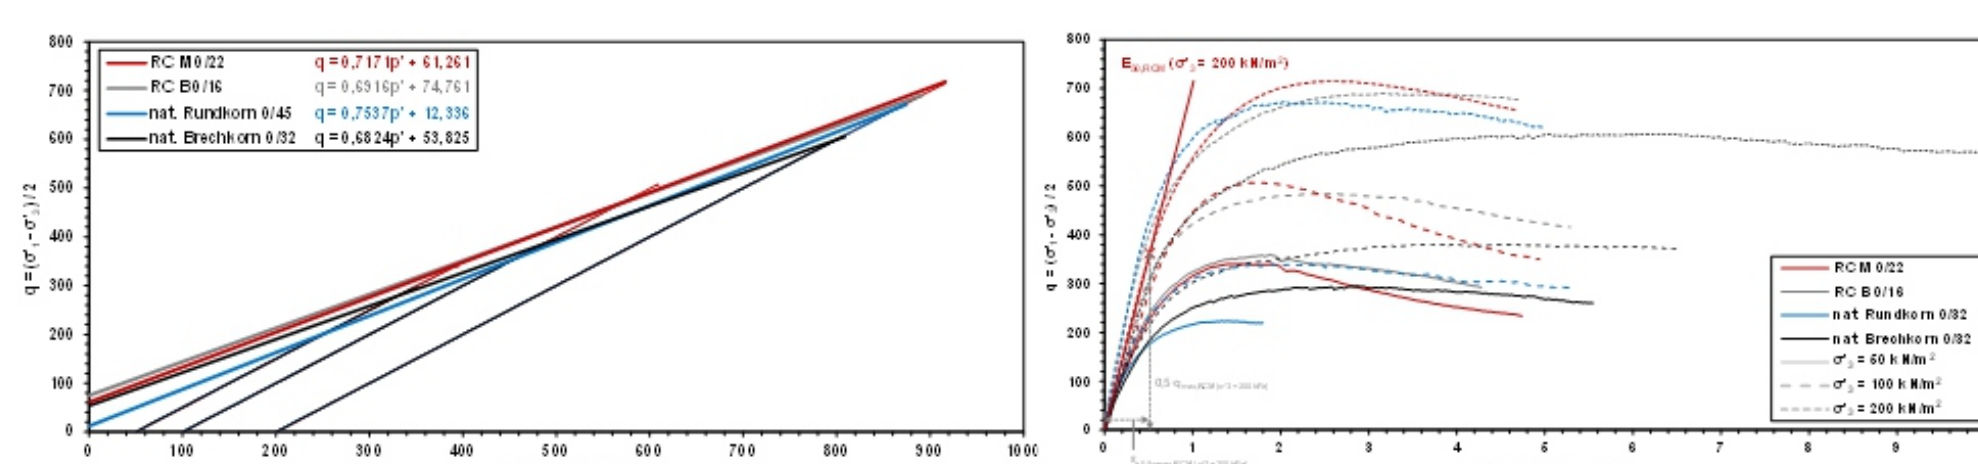 800
700
600
500
400
300
200
100
0
q = (σ'₁ - σ'₃) / 2
RC M 0/22 q = 0,7171p' + 61,261
RC B 0/16 q = 0,6916p' + 74,761
nat. Rundkorn 0/45 q = 0,7537p' + 12,336
nat. Brechkorn 0/32 q = 0,6824p' + 53,825
0 100 200 300 400 500 600 700 800 900 1000
800
700
600
500
400
300
200
100
0
q = (σ'₁ - σ'₃) / 2
(σ'₃ = 200 kN/m²)
RC M 0/22
RC B 0/16
nat. Rundkorn 0/32
nat. Brechkorn 0/32
σ'₃ = 50 kN/m²
σ'₃ = 100 kN/m²
σ'₃ = 200 kN/m²
0 1 2 3 4 5 6 7 8 9